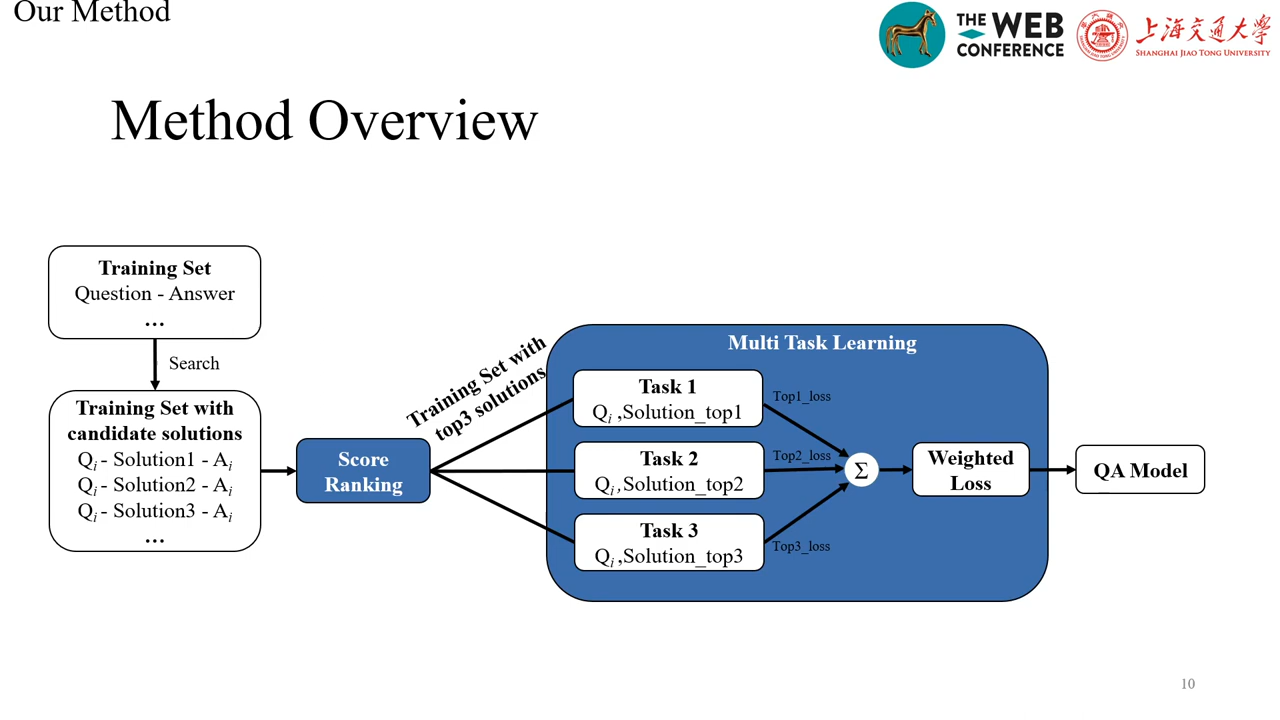 Our Method
THE WEB
CONFERENCE
上海交通大学
SHANGHAI JIAO TONG UNIVERSITY
Method Overview
Training Set
Question - Answer
...
Search
Training Set with
candidate solutions
Qi - Solution1 - Ai
Qi - Solution2 - Ai
Qi - Solution3 - Ai
...
Score
Ranking
Training Set with
top3 solutions
Multi Task Learning
Task 1
Qi ,Solution_top1
Task 2
Qi,Solution_top2
Task 3
Qi ,Solution_top3
Top1_loss
Top2_loss
Top3_loss
Σ
Weighted
Loss
QA Model
10